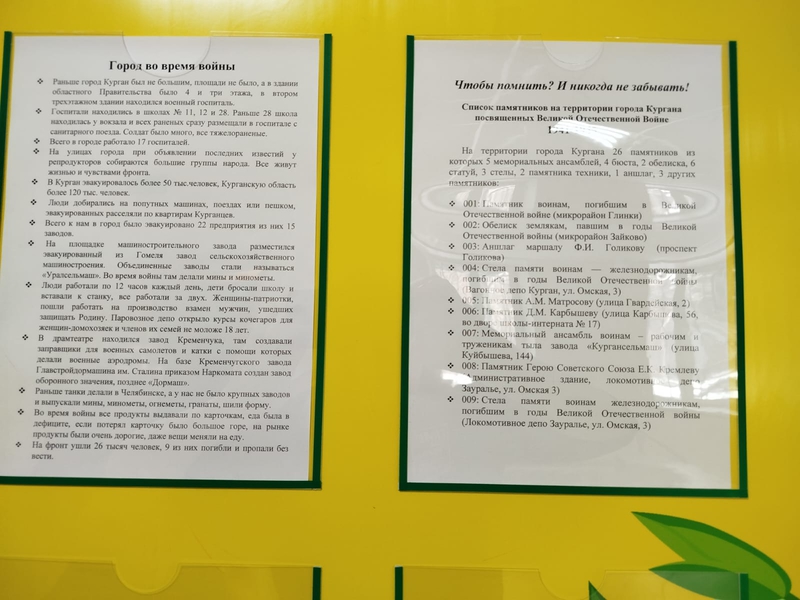 Город во время войны
Раньше город Курган был не большим, площади не было, а в здании
областного Правительства было 4 и три этажа, в втором
трехэтажном здании находился военный госпиталь.
Госпитали находились в школах № 11, 12 и 28. Раньше 28 школа
находилась у вокзала и всех раненых сразу размещали в госпитале с
санитарного поезда. Солдат было много, все тяжелораненые.
Всего в городе работало 17 госпиталей.
На улицах города при объявлении последних известий у
репродукторов собираются большие группы народа. Все живут
жизнью и чувствами фронта.
В Курган эвакуировалось более 50 тыс.человек, Курганскую область
более 120 тыс. человек.
Люди добирались на попутных машинах, поездах или пешком,
эвакуированных расселяли по квартирам Курганцев.
Всего к нам в город было эвакуировано 22 предприятия из них 15
заводов.
На площадке машиностроительного завода разместился
эвакуированный из Гомеля завод сельскохозяйственного
машиностроения. Объединенные заводы стали называться
«Уралсельмаш». Во время войны там делали мины и минометы.
Люди работали по 12 часов каждый день, дети бросали школу и
вставали к станку, все работали за двух. Женщины-патриотки,
пошли работать на производство взамен мужчин, ушедших
защищать Родину. Паровозное депо открыло курсы кочегаров для
женщин-домохозяек и членов их семей не моложе 18 лет.
В драмтеатре находился завод Кременчука, там создавали
заправщики для военных самолетов и катки с помощи которых
делали военные аэродромы. На базе Кременчугского завода
Главстройдормашина им. Сталина приказом Наркомата создан завод
оборонного значения, позднее «Дормаш».
Раньше танки делали в Челябинске, а у нас не было крупных заводов
и выпускали мины, минометы, огнеметы, гранаты, шили форму.
Во время войны все продукты выдавали по карточкам, еда была в
дефиците, если потерял карточку было большое горе, на рынке
продукты были очень дорогие, даже вещи меняли на еду.
На фронт ушли 26 тысяч человек, 9 из них погибли и пропали без
вести.
Чтобы помнить? И никогда не забывать!
Список памятников на территории города Кургана
посвященных Великой Отечественной Войне
На территории города Кургана 26 памятников из
которых 5 мемориальных ансамблей, 4 бюста, 2 обелиска, 6
статуй, 3 стелы, 2 памятника техники, 1 аншлаг, 3 других
памятников:
001: Памятник воинам, погибшим в Великой
Отечественной войне (микрорайон Глинки)
002: Обелиск землякам, павшим в годы Великой
Отечественной войны (микрорайон Зайково)
003: Аншлаг маршалу Ф.И. Голикову (проспект
Голикова)
004: Стела памяти воинам — железнодорожникам,
погибшим в годы Великой Отечественной войны
(Вагонное депо Курган, ул. Омская, 3)
005: Памятник А.М. Матросову (улица Гвардейская, 2)
006: Памятник Д.М. Карбышеву (улица Карбышева, 56,
во дворе школы-интерната № 17)
007: Мемориальный ансамбль воинам – рабочим и
труженикам тыла завода «Кургансельмаш» (улица
Куйбышева, 144)
008: Памятник Герою Советского Союза Е.К. Кремлеву
(Административное здание, локомотивное депо
Зауралье, ул. Омская 3)
009: Стела памяти воинам железнодорожникам,
погибшим в годы Великой Отечественной войны
(Локомотивное депо Зауралье, ул. Омская, 3)